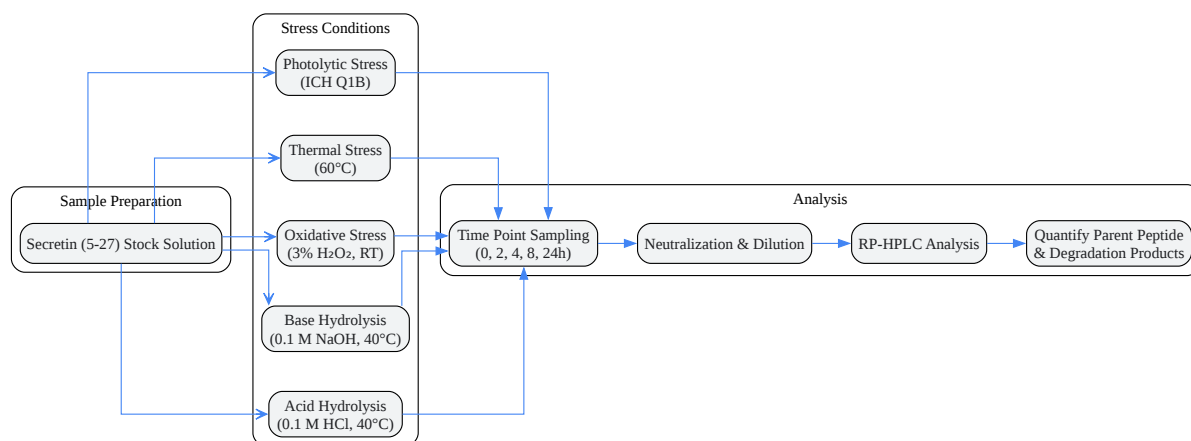 Stress Conditions
Photolytic Stress
(ICH Q1B)
Thermal Stress
(60°C)
Sample Preparation
Secretin (5-27) Stock Solution
Oxidative Stress
(3% H₂O₂, RT)
Base Hydrolysis
(0.1 M NaOH, 40°C)
Acid Hydrolysis
(0.1 M HCl, 40°C)
Analysis
Time Point Sampling
(0, 2, 4, 8, 24h)
Neutralization & Dilution
RP-HPLC Analysis
Quantify Parent Peptide
& Degradation Products